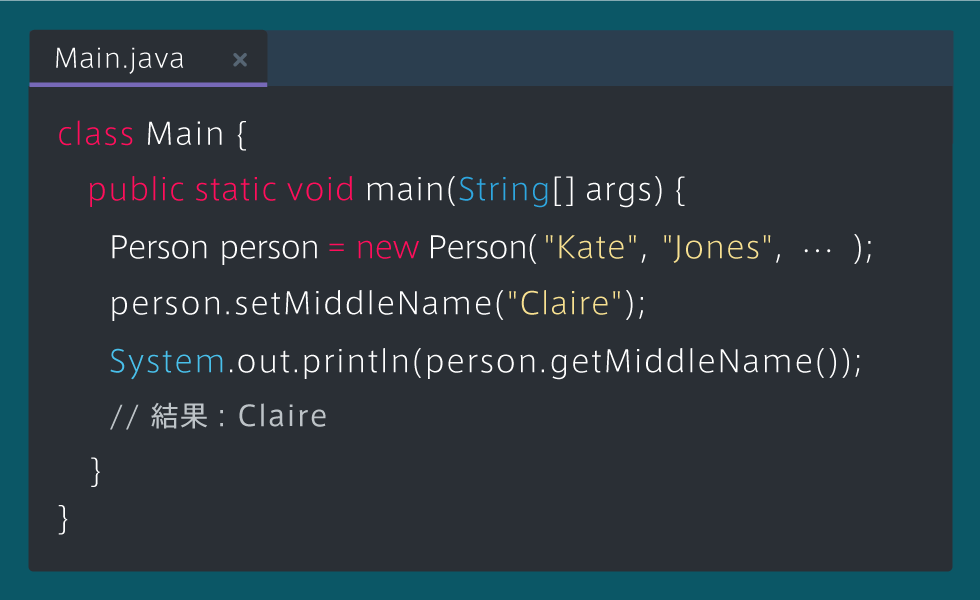 Main.java ×
class Main {
public static void main(String[] args) {
Person person = new Person( "Kate", "Jones", ··· );
person.setMiddleName("Claire");
System.out.println(person.getMiddleName());
// 結果 : Claire
}
}